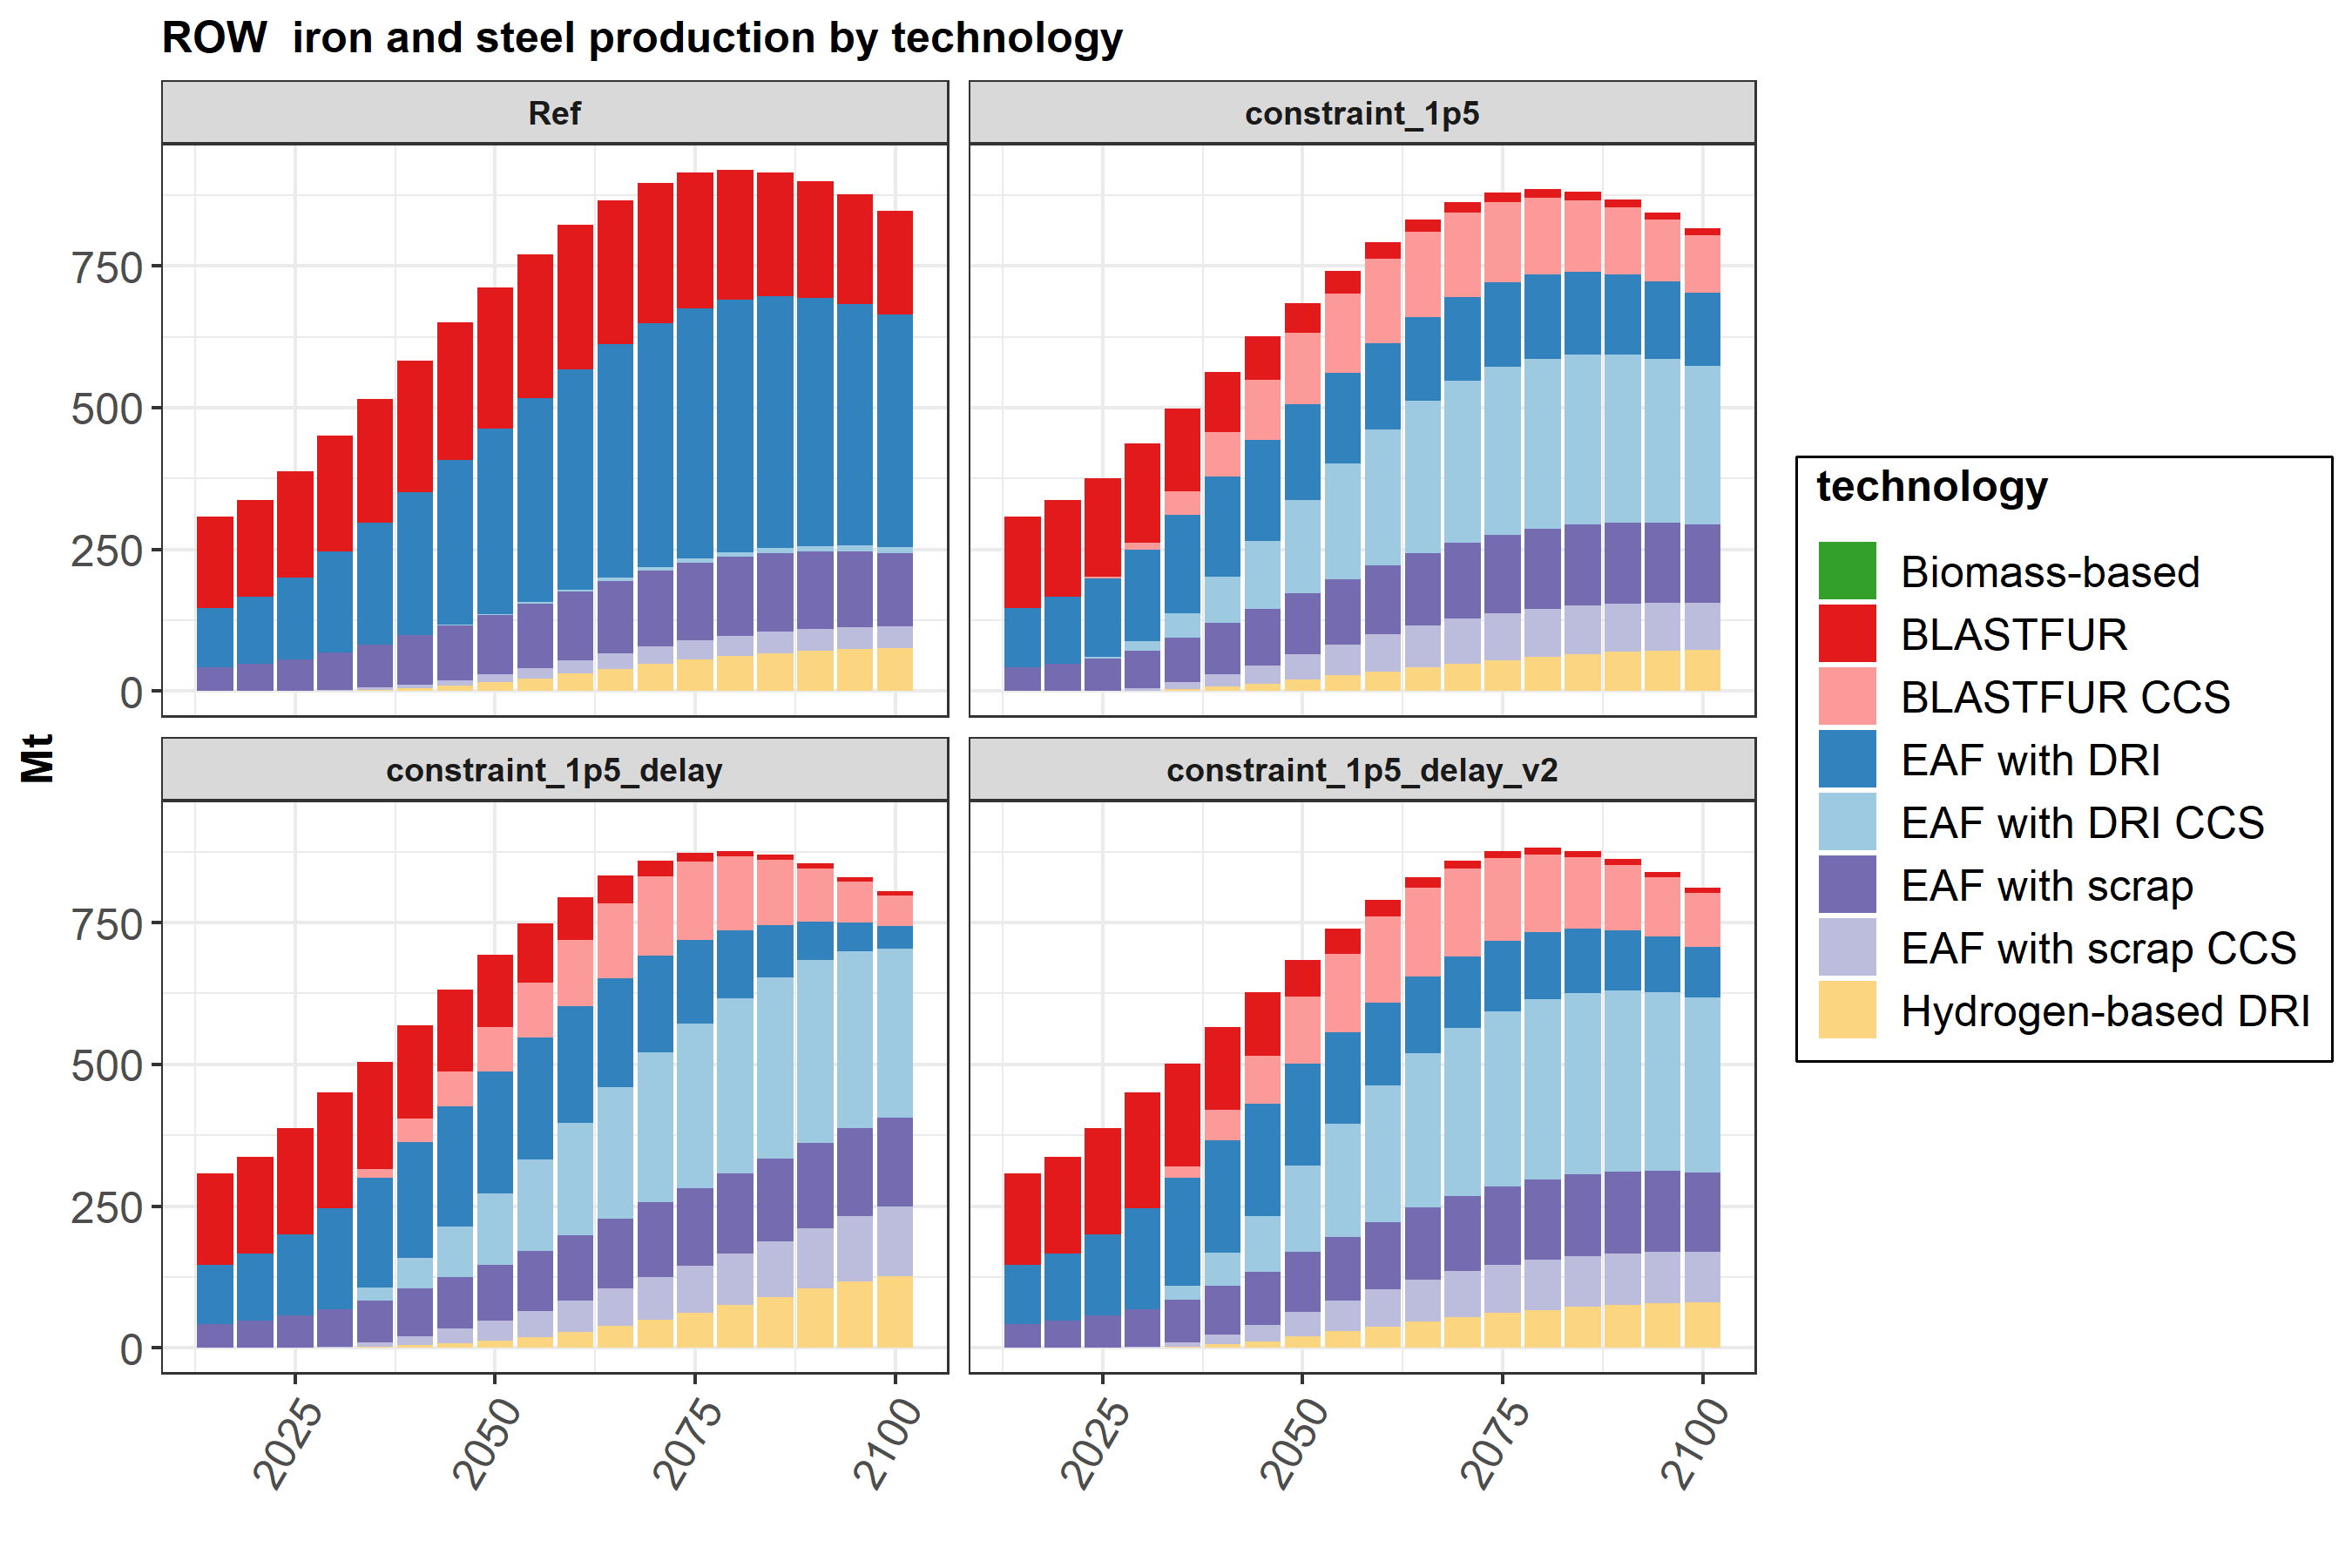 ROW  iron and steel production by technology
Ref
constraint_1p5
750
500
250
0
constraint_1p5_delay
constraint_1p5_delay_v2
750
500
250
0
Mt
2025
2050
2075
2100
2025
2050
2075
2100
technology
Biomass-based
BLASTFUR
BLASTFUR CCS
EAF with DRI
EAF with DRI CCS
EAF with scrap
EAF with scrap CCS
Hydrogen-based DRI